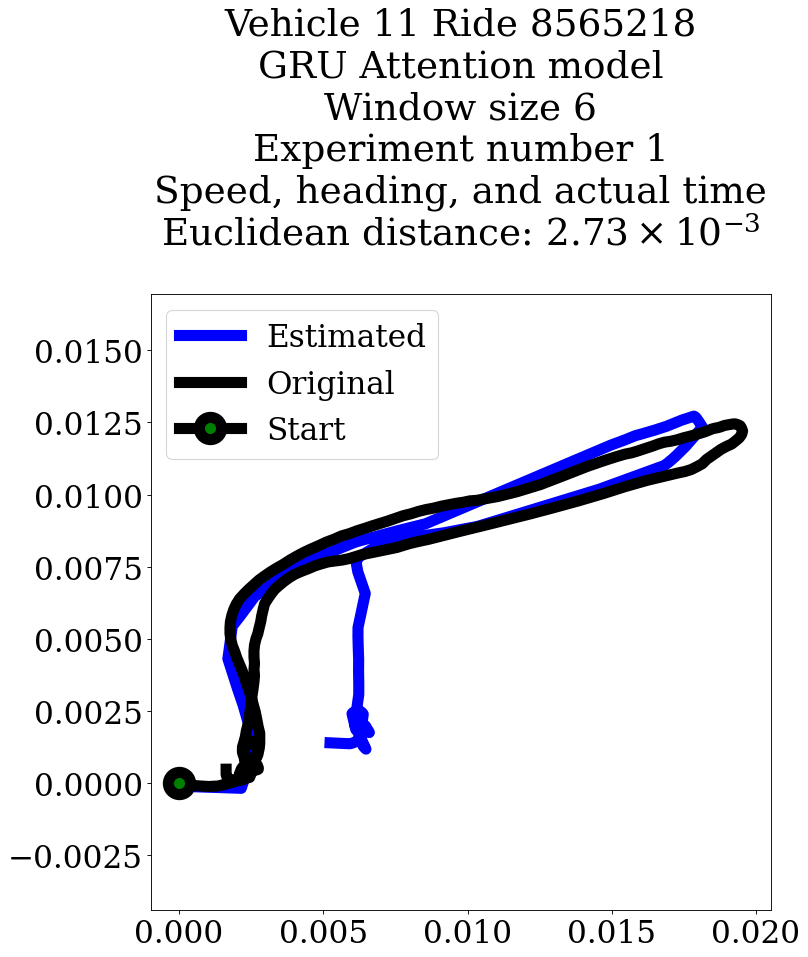 Vehicle 11 Ride 8565218
GRU Attention model
Window size 6
Experiment number 1
Speed, heading, and actual time
Euclidean distance: 2.73 × 10⁻³
Estimated
Original
Start
0.0150
0.0125
0.0100
0.0075
0.0050
0.0025
0.0000
−0.0025
0.000 0.005 0.010 0.015 0.020